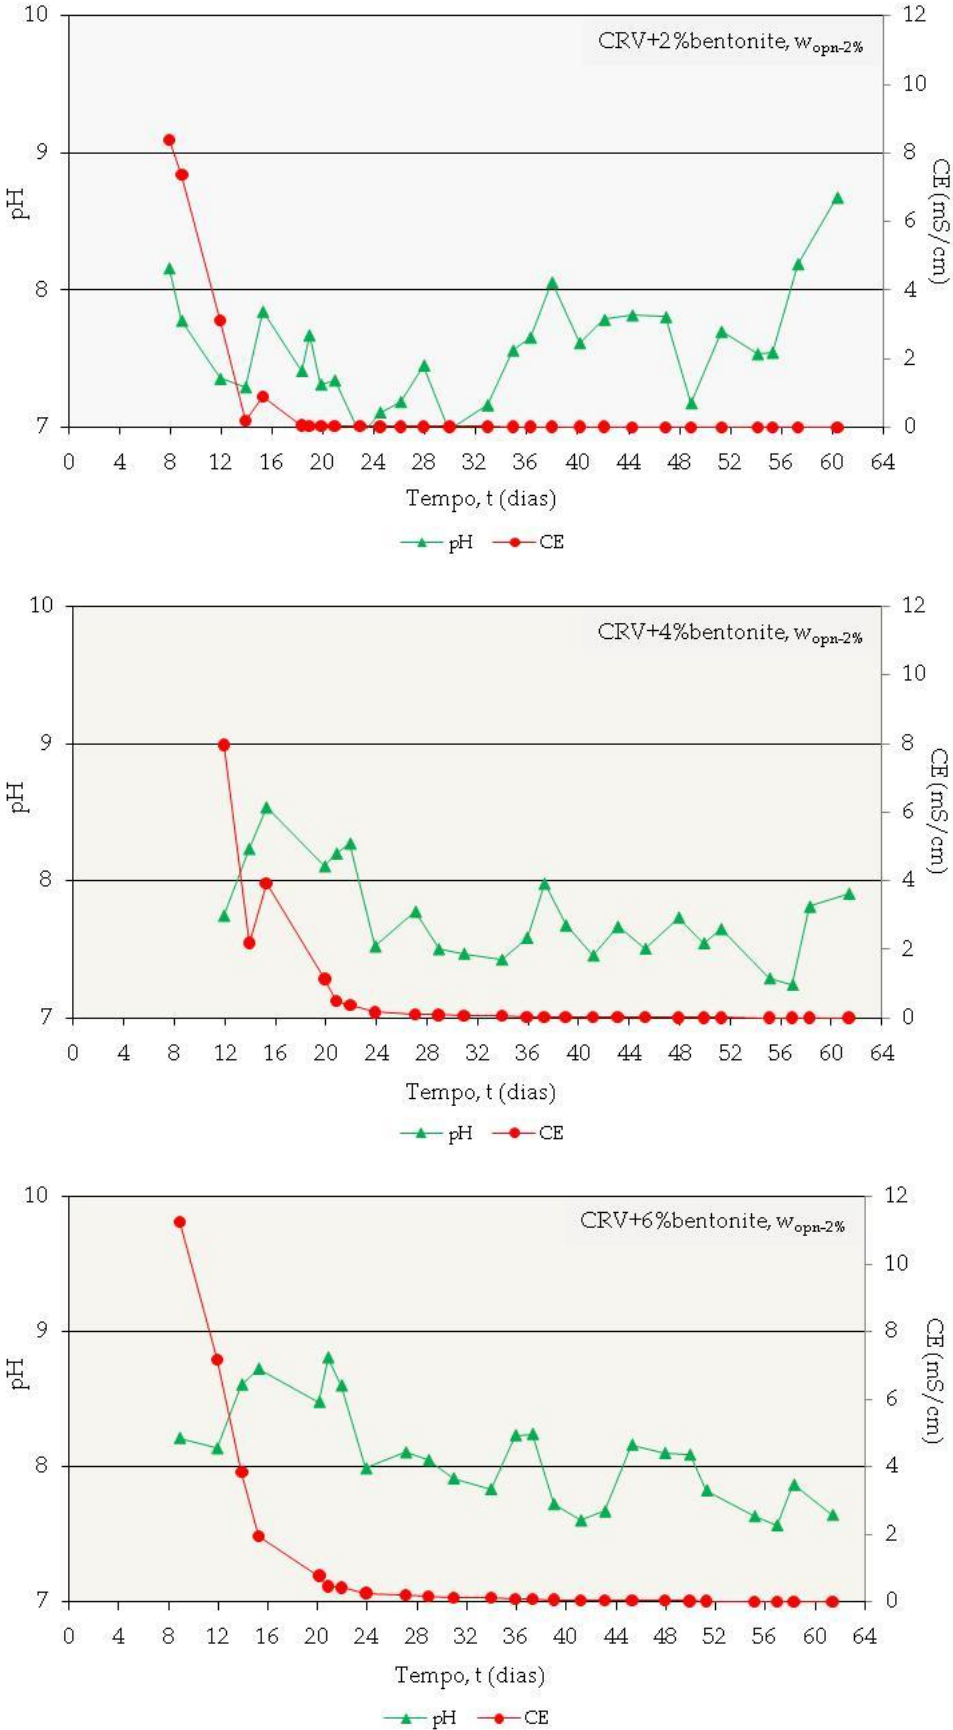 CRV+2%bentonite, wopn-2%
10
9
8
7
pH
12
10
8
6
4
2
0
CE (mS/cm)
0 4 8 12 16 20 24 28 32 36 40 44 48 52 56 60 64
Tempo, t (dias)
pH CE
CRV+4%bentonite, wopn-2%
10
9
8
7
pH
12
10
8
6
4
2
0
CE (mS/cm)
0 4 8 12 16 20 24 28 32 36 40 44 48 52 56 60 64
Tempo, t (dias)
pH CE
CRV+6%bentonite, wopn-2%
10
9
8
7
pH
12
10
8
6
4
2
0
CE (mS/cm)
0 4 8 12 16 20 24 28 32 36 40 44 48 52 56 60 64
Tempo, t (dias)
pH CE